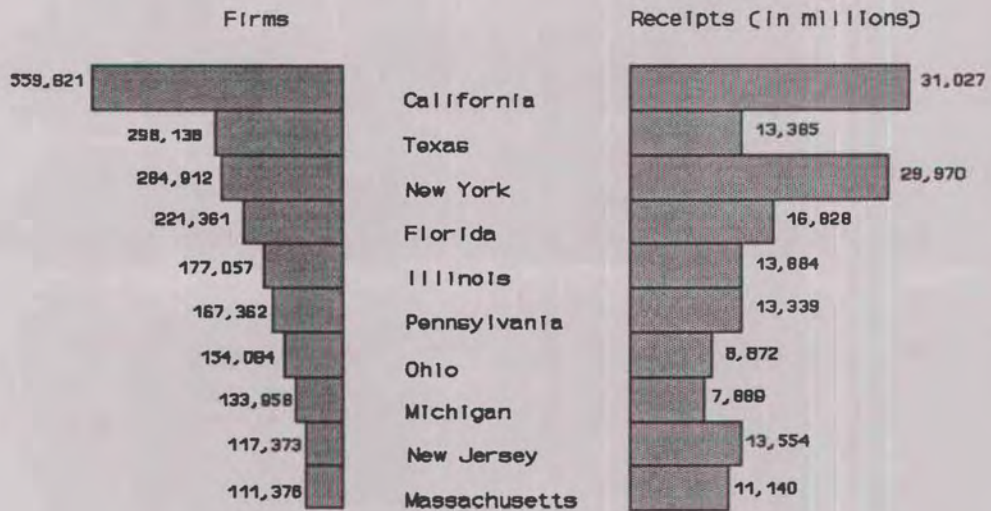 Firms Receipts (in millions)
559,821 California 31,027
298,138 Texas 13,385
284,912 New York 29,970
221,361 Florida 16,828
177,057 Illinois 13,884
167,362 Pennsylvania 13,339
154,084 Ohio 8,872
133,958 Michigan 7,889
117,373 New Jersey 13,554
111,376 Massachusetts 11,140